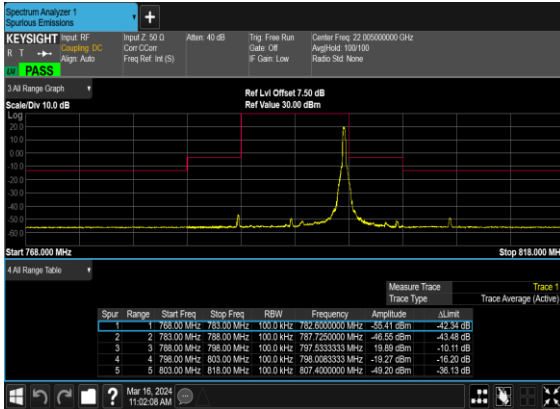 Spectrum Analyzer 1
Spurious Emissions
KEYSIGHT
R T
Input: RF
Coupling: DC
Align: Auto
Input Z: 50 Ω
Corr CCorr
Freq Ref: Int (S)
Atten: 40 dB
Trig: Free Run
Gate: Off
IF Gain: Low
Center Freq: 22.005000000 GHz
Avg|Hold: 100/100
Radio Std: None
PASS
3 All Range Graph
Scale/Div 10.0 dB
Ref Lvl Offset 7.50 dB
Ref Value 30.00 dBm
Log
20.0
10.0
0.00
-10.0
-20.0
-30.0
-40.0
-50.0
-60.0
Start 768.000 MHz
Stop 818.000 MHz
4 All Range Table
Measure Trace Trace 1
Trace Type Trace Average (Active)
Spur Range Start Freq Stop Freq RBW Frequency Amplitude ΔLimit
1 1 768.00 MHz 783.00 MHz 100.0 kHz 782.6000000 MHz -55.41 dBm -42.34 dB
2 2 783.00 MHz 788.00 MHz 100.0 kHz 787.7250000 MHz -46.55 dBm -43.48 dB
3 3 788.00 MHz 798.00 MHz 100.0 kHz 797.5333333 MHz 19.89 dBm -10.11 dB
4 4 798.00 MHz 803.00 MHz 100.0 kHz 798.0083333 MHz -19.27 dBm -16.20 dB
5 5 803.00 MHz 818.00 MHz 100.0 kHz 807.4000000 MHz -49.20 dBm -36.13 dB
Mar 16, 2024
11:02:08 AM